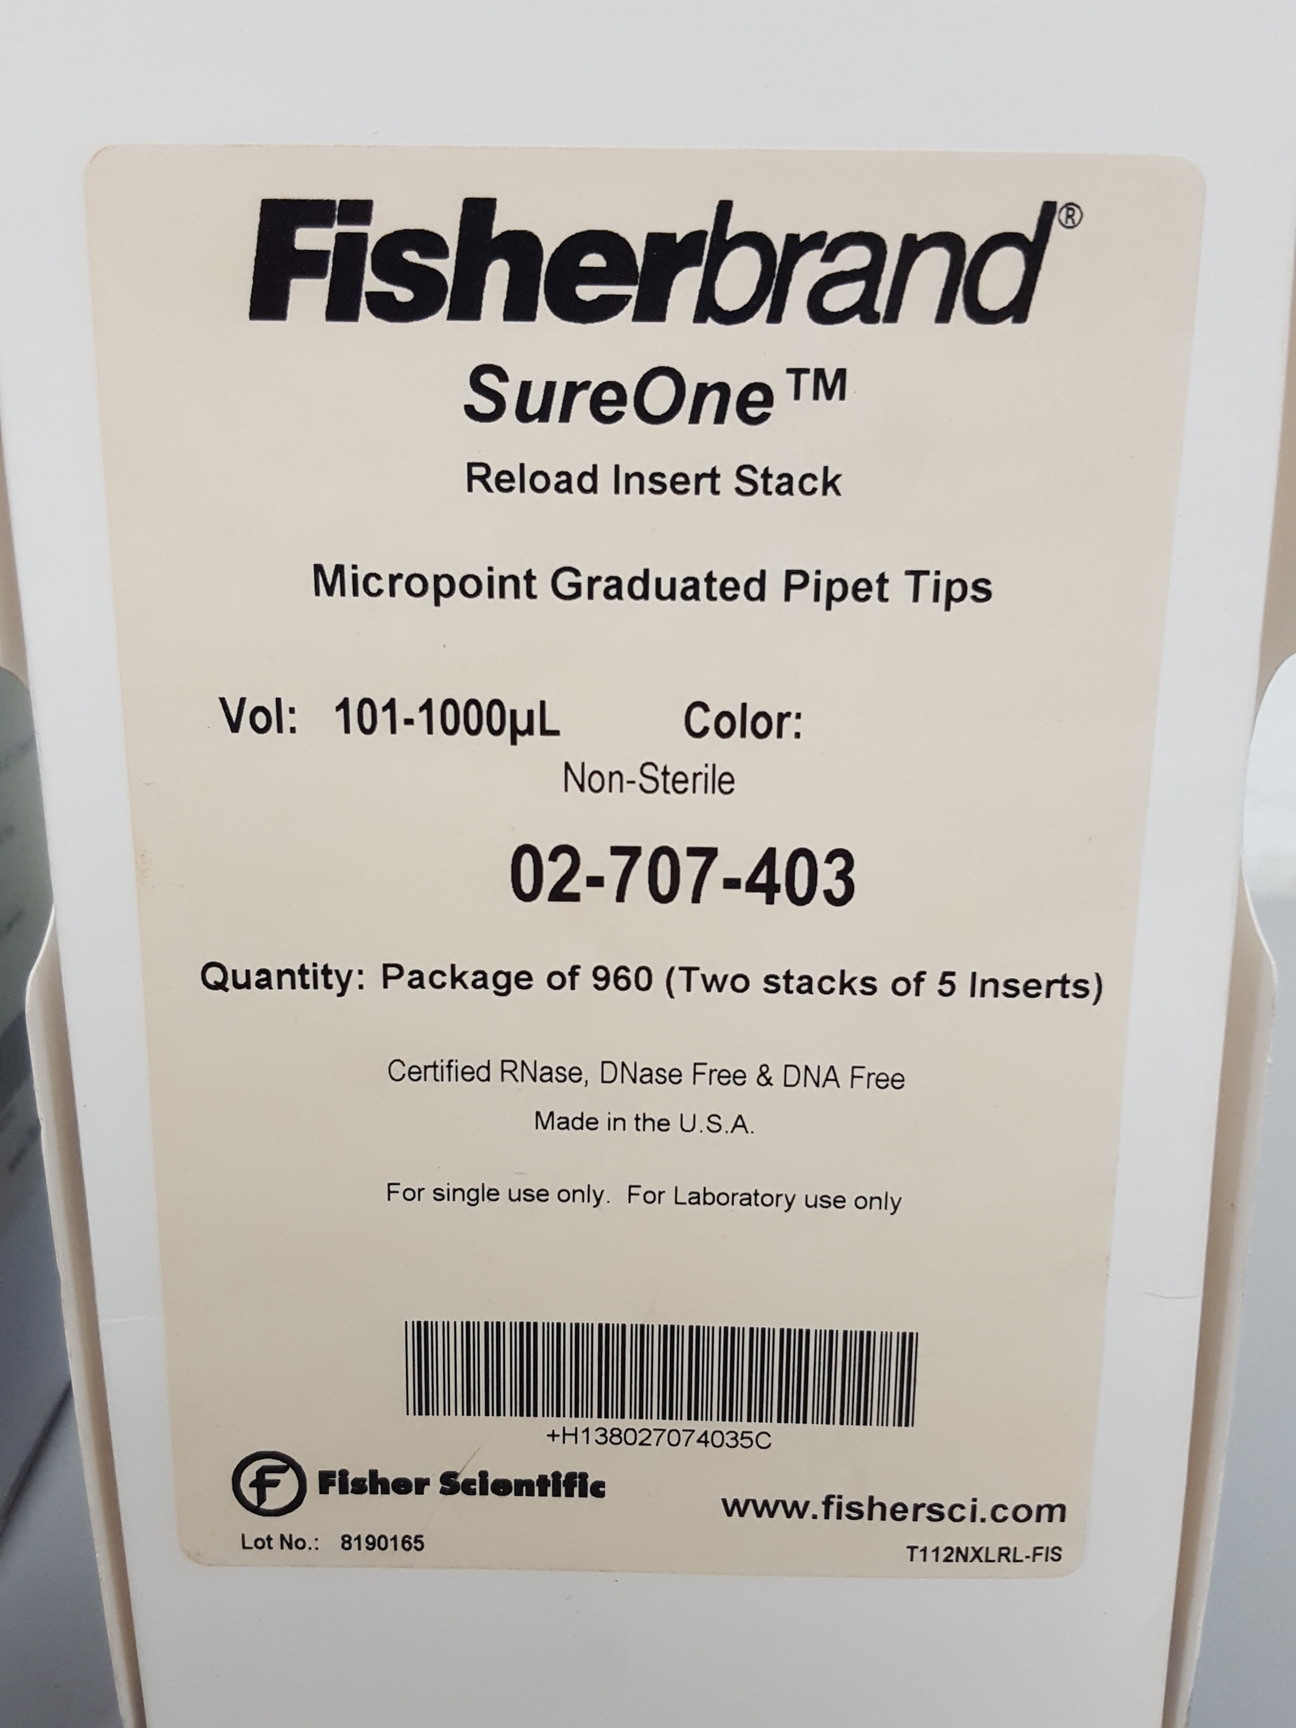 Fisherbrand®
SureOne™
Reload Insert Stack
Micropoint Graduated Pipet Tips
Vol: 101-1000µL Color:
Non-Sterile
02-707-403
Quantity: Package of 960 (Two stacks of 5 Inserts)
Certified RNase, DNase Free & DNA Free
Made in the U.S.A.
For single use only. For Laboratory use only
+H138027074035C
F Fisher Scientific
www.fishersci.com
Lot No.: 8190165
T112NXLRL-FIS